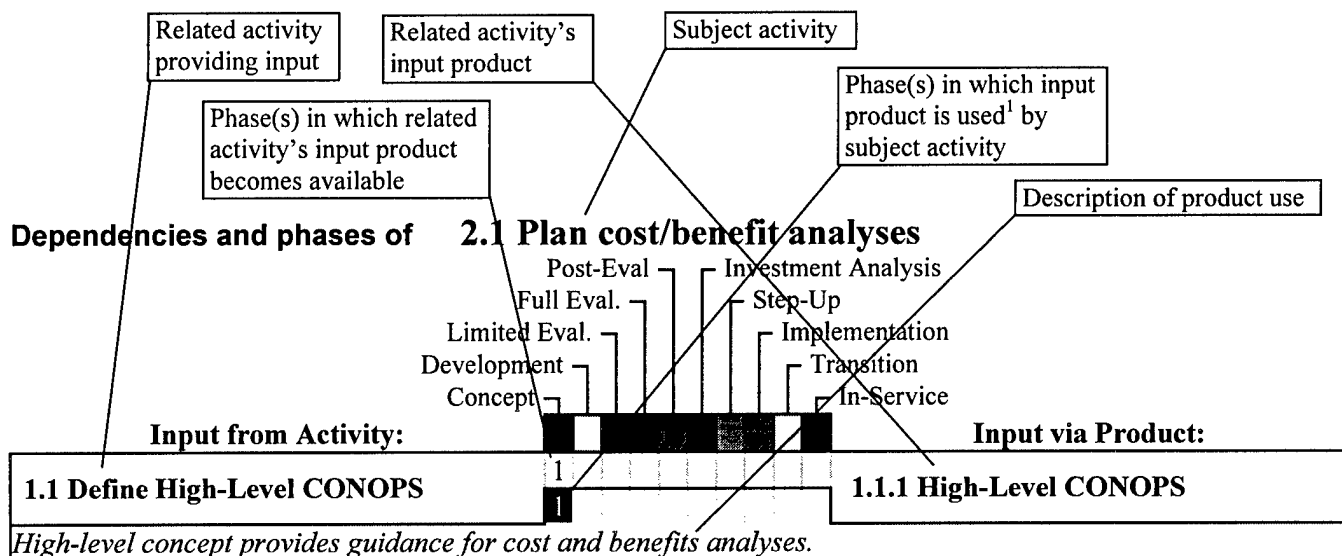 Related activity
providing input
Related activity's
input product
Subject activity
Phase(s) in which input
product is used¹ by
subject activity
Phase(s) in which related
activity's input product
becomes available
Description of product use
Dependencies and phases of 2.1 Plan cost/benefit analyses
Post-Eval Investment Analysis
Full Eval. Step-Up
Limited Eval. Implementation
Development Transition
Concept In-Service
Input from Activity: Input via Product:
1
1.1 Define High-Level CONOPS 1.1.1 High-Level CONOPS
1
High-level concept provides guidance for cost and benefits analyses.